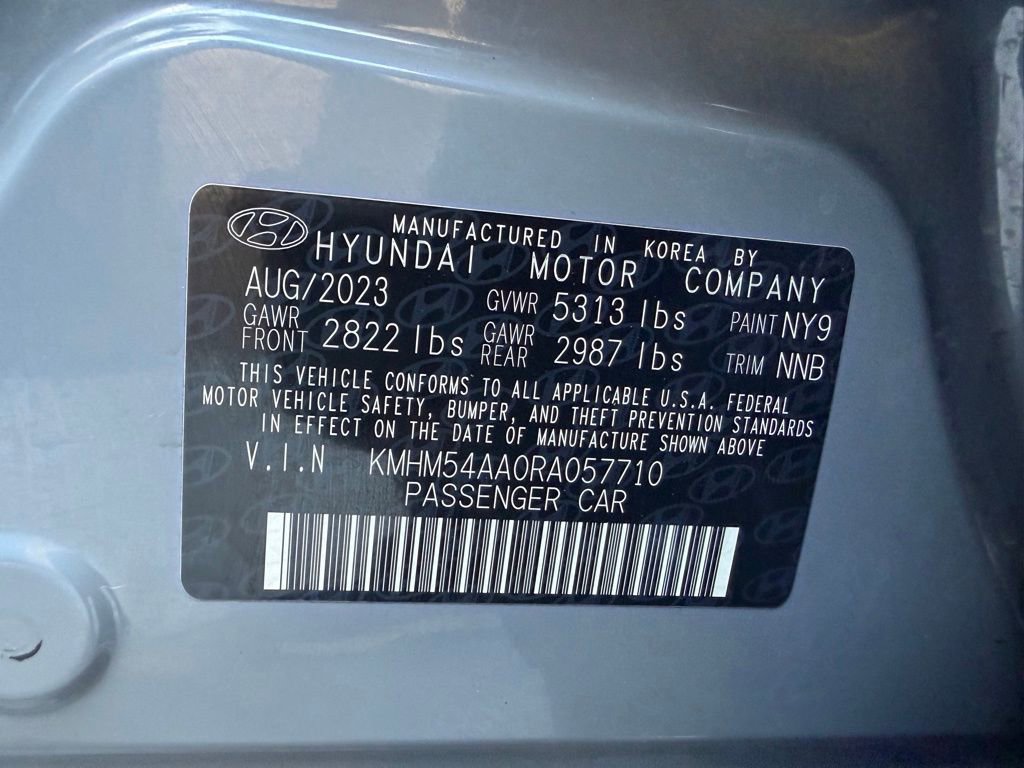 MANUFACTURED IN KOREA BY
HYUNDAI MOTOR COMPANY
AUG/2023 GVWR 5313 lbs PAINT NY9
GAWR FRONT 2822 lbs GAWR REAR 2987 lbs TRIM NNB
THIS VEHICLE CONFORMS TO ALL APPLICABLE U.S.A. FEDERAL
MOTOR VEHICLE SAFETY, BUMPER, AND THEFT PREVENTION STANDARDS
IN EFFECT ON THE DATE OF MANUFACTURE SHOWN ABOVE
V.I.N KMHM54AA0RA057710
PASSENGER CAR